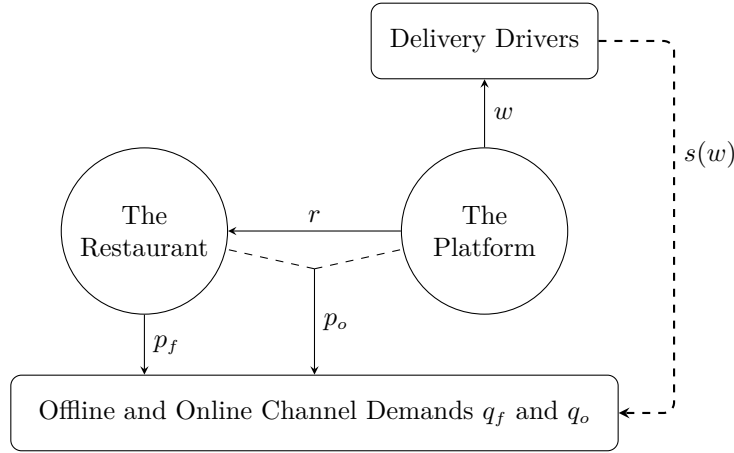 Delivery Drivers
w
s(w)
The
Restaurant
r
The
Platform
p_f
p_o
Offline and Online Channel Demands q_f and q_o